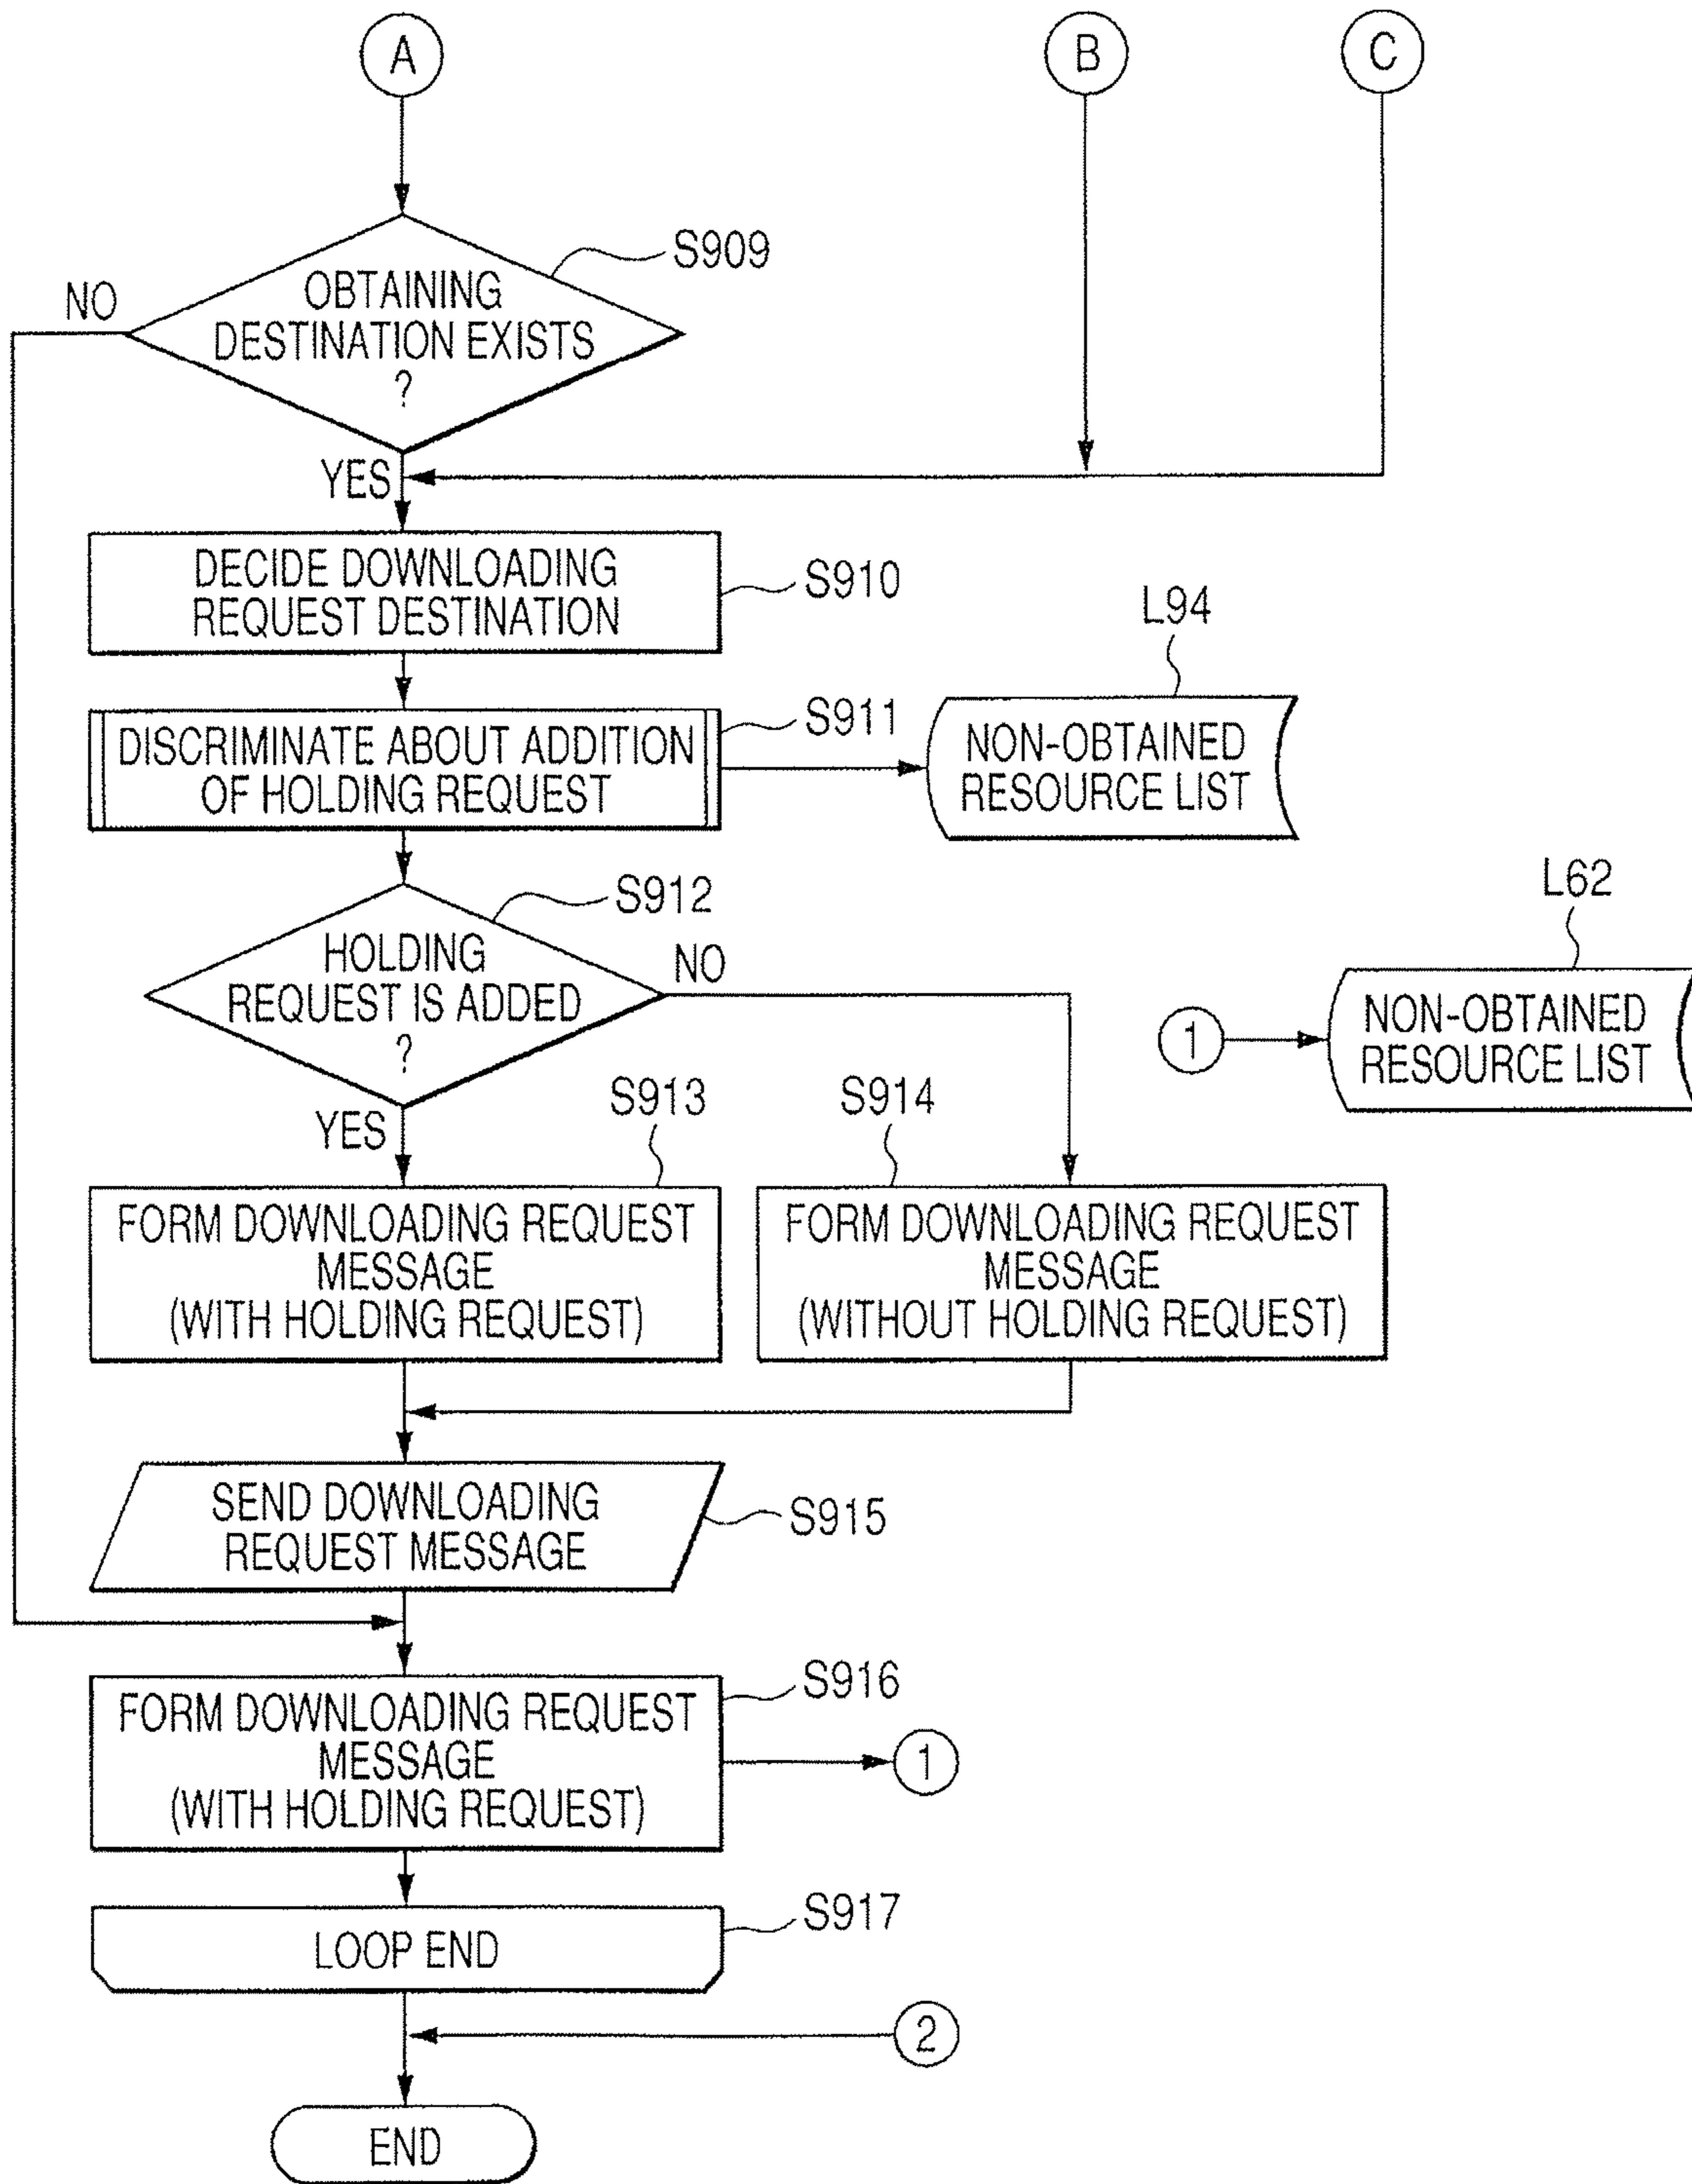 A
B
C
S909
NO
OBTAINING
DESTINATION EXISTS
?
YES
DECIDE DOWNLOADING
REQUEST DESTINATION
S910
L94
DISCRIMINATE ABOUT ADDITION
OF HOLDING REQUEST
S911
NON-OBTAINED
RESOURCE LIST
S912
HOLDING
REQUEST IS ADDED
?
NO
L62
1
NON-OBTAINED
RESOURCE LIST
YES
S913
S914
FORM DOWNLOADING REQUEST
MESSAGE
(WITH HOLDING REQUEST)
FORM DOWNLOADING REQUEST
MESSAGE
(WITHOUT HOLDING REQUEST)
SEND DOWNLOADING
REQUEST MESSAGE
S915
FORM DOWNLOADING REQUEST
MESSAGE
(WITH HOLDING REQUEST)
S916
1
LOOP END
S917
2
END